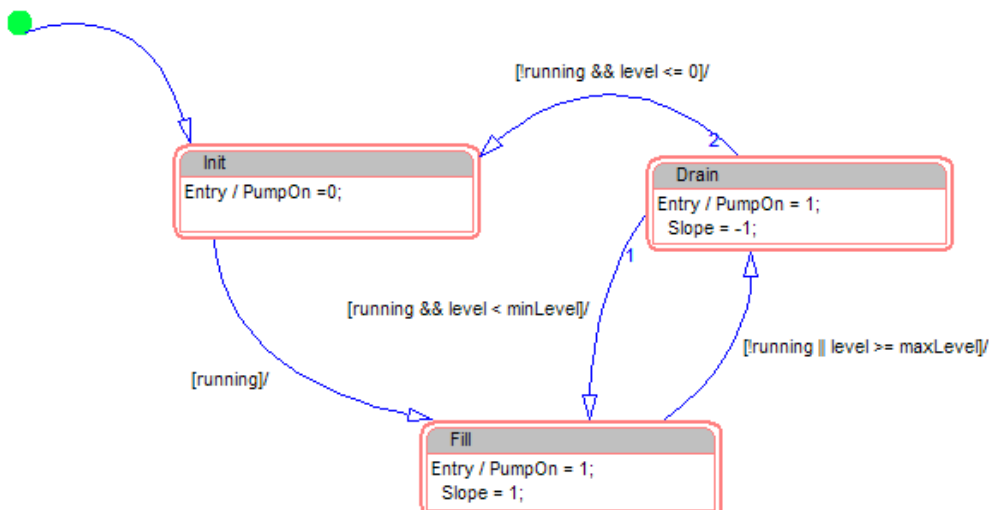 [!running && level <= 0]/
2
Init
Entry / PumpOn =0;
Drain
Entry / PumpOn = 1;
Slope = -1;
1
[running && level < minLevel]/
[!running || level >= maxLevel]/
[running]/
Fill
Entry / PumpOn = 1;
Slope = 1;